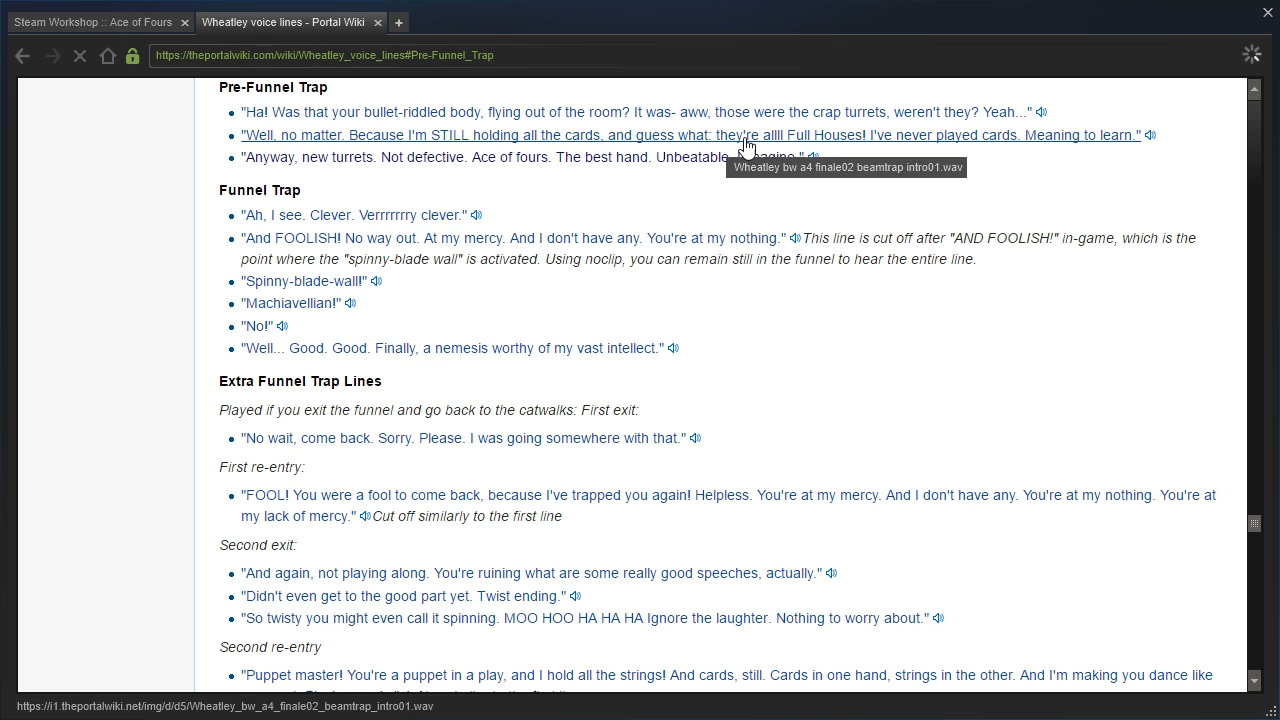 Steam Workshop :: Ace of Fours
Wheatley voice lines - Portal Wiki
https://theportalwiki.com/wiki/Wheatley_voice_lines#Pre-Funnel_Trap
Pre-Funnel Trap
"Ha! Was that your bullet-riddled body, flying out of the room? It was- aww, those were the crap turrets, weren't they? Yeah..."
"Well, no matter. Because I'm STILL holding all the cards, and guess what: they're allll Full Houses! I've never played cards. Meaning to learn."
"Anyway, new turrets. Not defective. Ace of fours. The best hand. Unbeatable,
Wheatley bw a4 finale02 beamtrap intro01.wav
Funnel Trap
"Ah, I see. Clever. Verrrrrrry clever."
"And FOOLISH! No way out. At my mercy. And I don't have any. You're at my nothing." This line is cut off after "AND FOOLISH!" in-game, which is the
point where the "spinny-blade wall" is activated. Using noclip, you can remain still in the funnel to hear the entire line.
"Spinny-blade-wall!"
"Machiavellian!"
"No!"
"Well... Good. Good. Finally, a nemesis worthy of my vast intellect."
Extra Funnel Trap Lines
Played if you exit the funnel and go back to the catwalks: First exit:
"No wait, come back. Sorry. Please. I was going somewhere with that."
First re-entry:
"FOOL! You were a fool to come back, because I've trapped you again! Helpless. You're at my mercy. And I don't have any. You're at my nothing. You're at
my lack of mercy." Cut off similarly to the first line
Second exit:
"And again, not playing along. You're ruining what are some really good speeches, actually."
"Didn't even get to the good part yet. Twist ending."
"So twisty you might even call it spinning. MOO HOO HA HA HA Ignore the laughter. Nothing to worry about."
Second re-entry
"Puppet master! You're a puppet in a play, and I hold all the strings! And cards, still. Cards in one hand, strings in the other. And I'm making you dance like
https://i1.theportalwiki.net/img/d/d5/Wheatley_bw_a4_finale02_beamtrap_intro01.wav